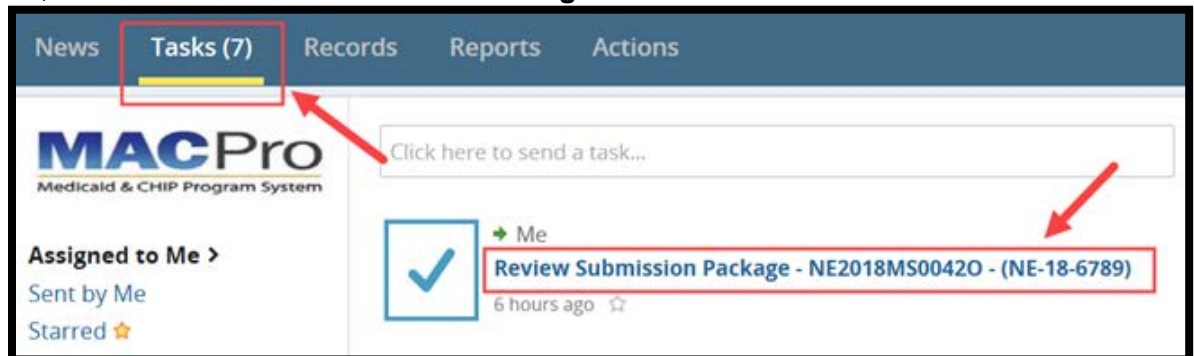 News Tasks (7) Records Reports Actions
MACPro
Medicaid & CHIP Program System
Click here to send a task...
Me
Assigned to Me >
Review Submission Package - NE2018MS0042O - (NE-18-6789)
Sent by Me
6 hours ago
Starred